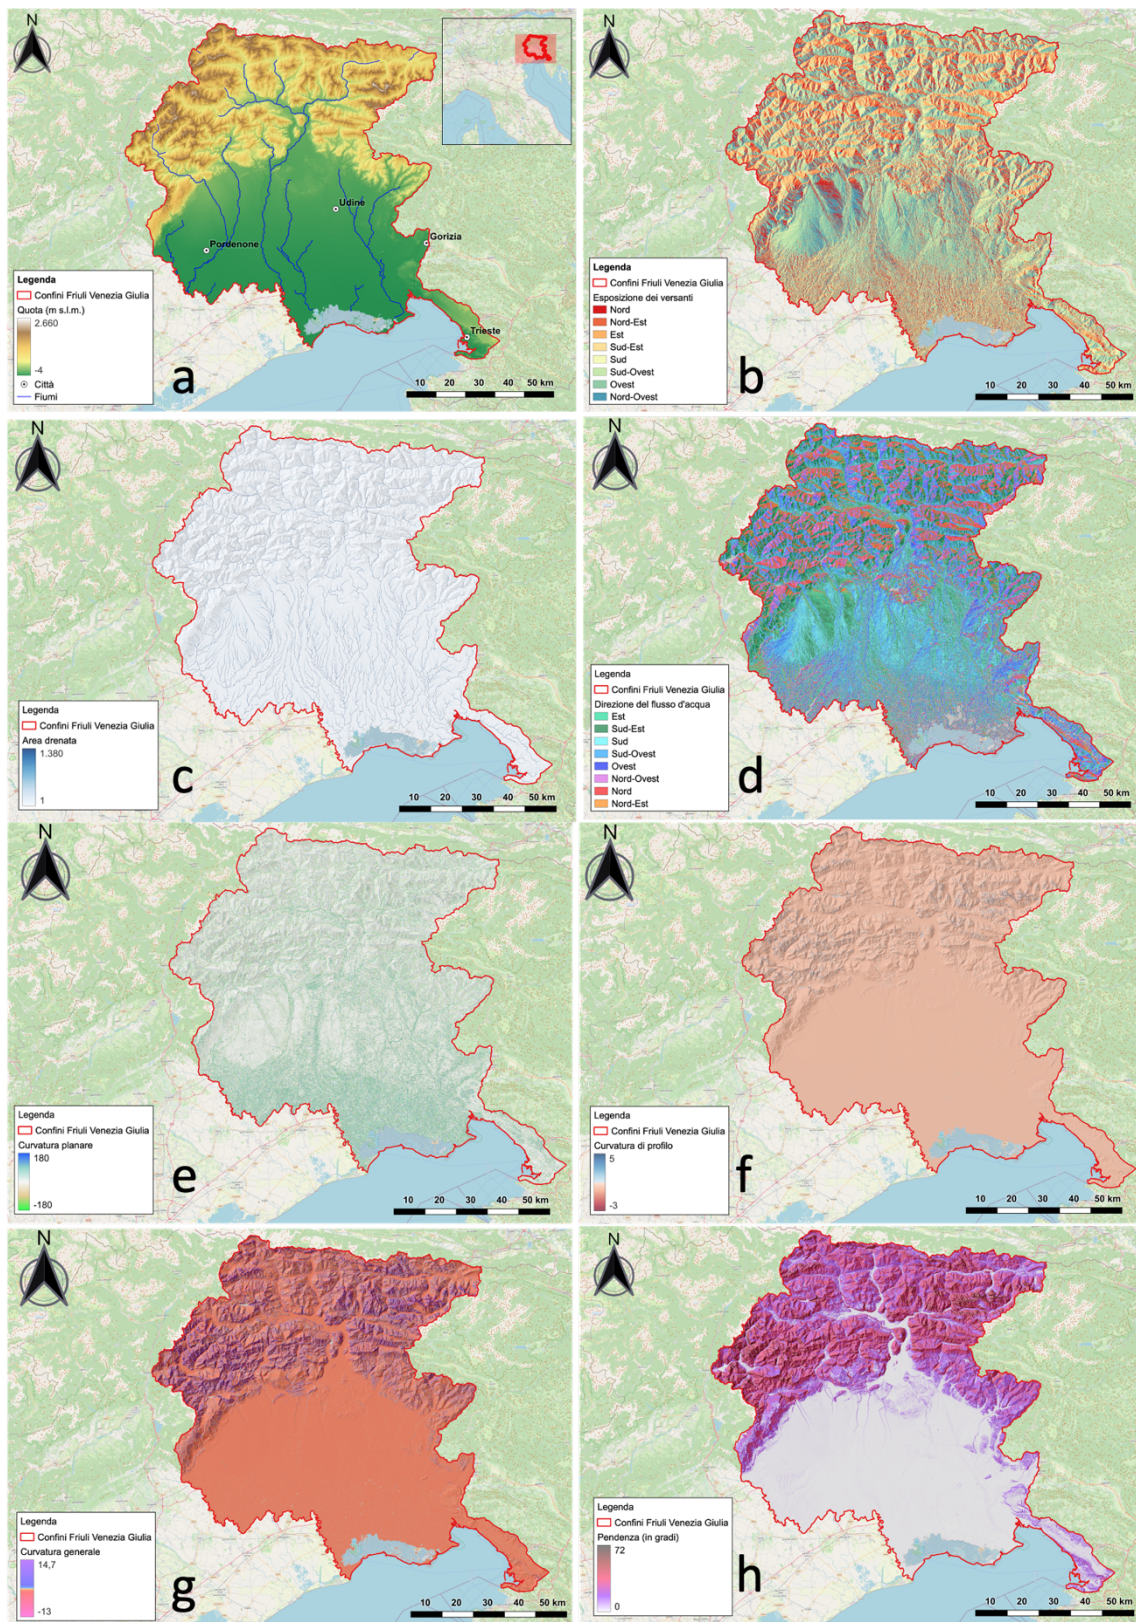 N
Udine
Pordenone
Gorizia
Trieste
Legenda
Confini Friuli Venezia Giulia
Quota (m s.l.m.)
2.660
-4
Città
Fiumi
a
10 20 30 40 50 km
N
Legenda
Confini Friuli Venezia Giulia
Esposizione dei versanti
Nord
Nord-Est
Est
Sud-Est
Sud
Sud-Ovest
Ovest
Nord-Ovest
b
10 20 30 40 50 km
N
Legenda
Confini Friuli Venezia Giulia
Area drenata
1.380
1
c
10 20 30 40 50 km
N
Legenda
Confini Friuli Venezia Giulia
Direzione del flusso d'acqua
Est
Sud-Est
Sud
Sud-Ovest
Ovest
Nord-Ovest
Nord
Nord-Est
d
10 20 30 40 50 km
N
Legenda
Confini Friuli Venezia Giulia
Curvatura planare
180
-180
e
10 20 30 40 50 km
N
Legenda
Confini Friuli Venezia Giulia
Curvatura di profilo
5
-3
f
10 20 30 40 50 km
N
Legenda
Confini Friuli Venezia Giulia
Curvatura generale
14,7
-13
g
10 20 30 40 50 km
N
Legenda
Confini Friuli Venezia Giulia
Pendenza (in gradi)
72
0
h
10 20 30 40 50 km